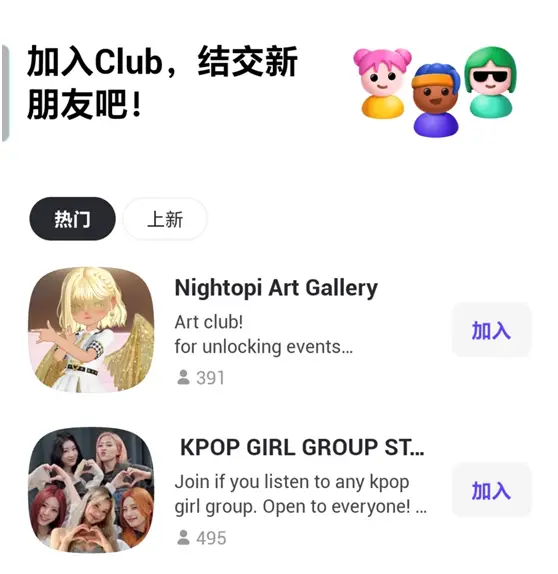 加入Club，结交新
朋友吧！
热门
上新
Nightopi Art Gallery
Art club!
for unlocking events...
391
加入
KPOP GIRL GROUP ST...
Join if you listen to any kpop
girl group. Open to everyone! ...
495
加入